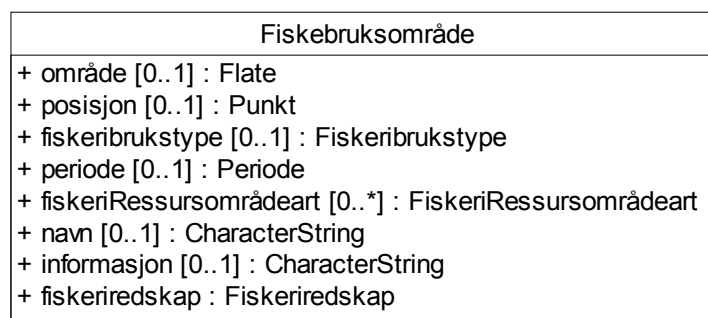 Fiskebruksområde
+ område [0..1] : Flate
+ posisjon [0..1] : Punkt
+ fiskeribrukstype [0..1] : Fiskeribrukstype
+ periode [0..1] : Periode
+ fiskeriRessursområdeart [0..*] : FiskeriRessursområdeart
+ navn [0..1] : CharacterString
+ informasjon [0..1] : CharacterString
+ fiskeriredskap : Fiskeriredskap